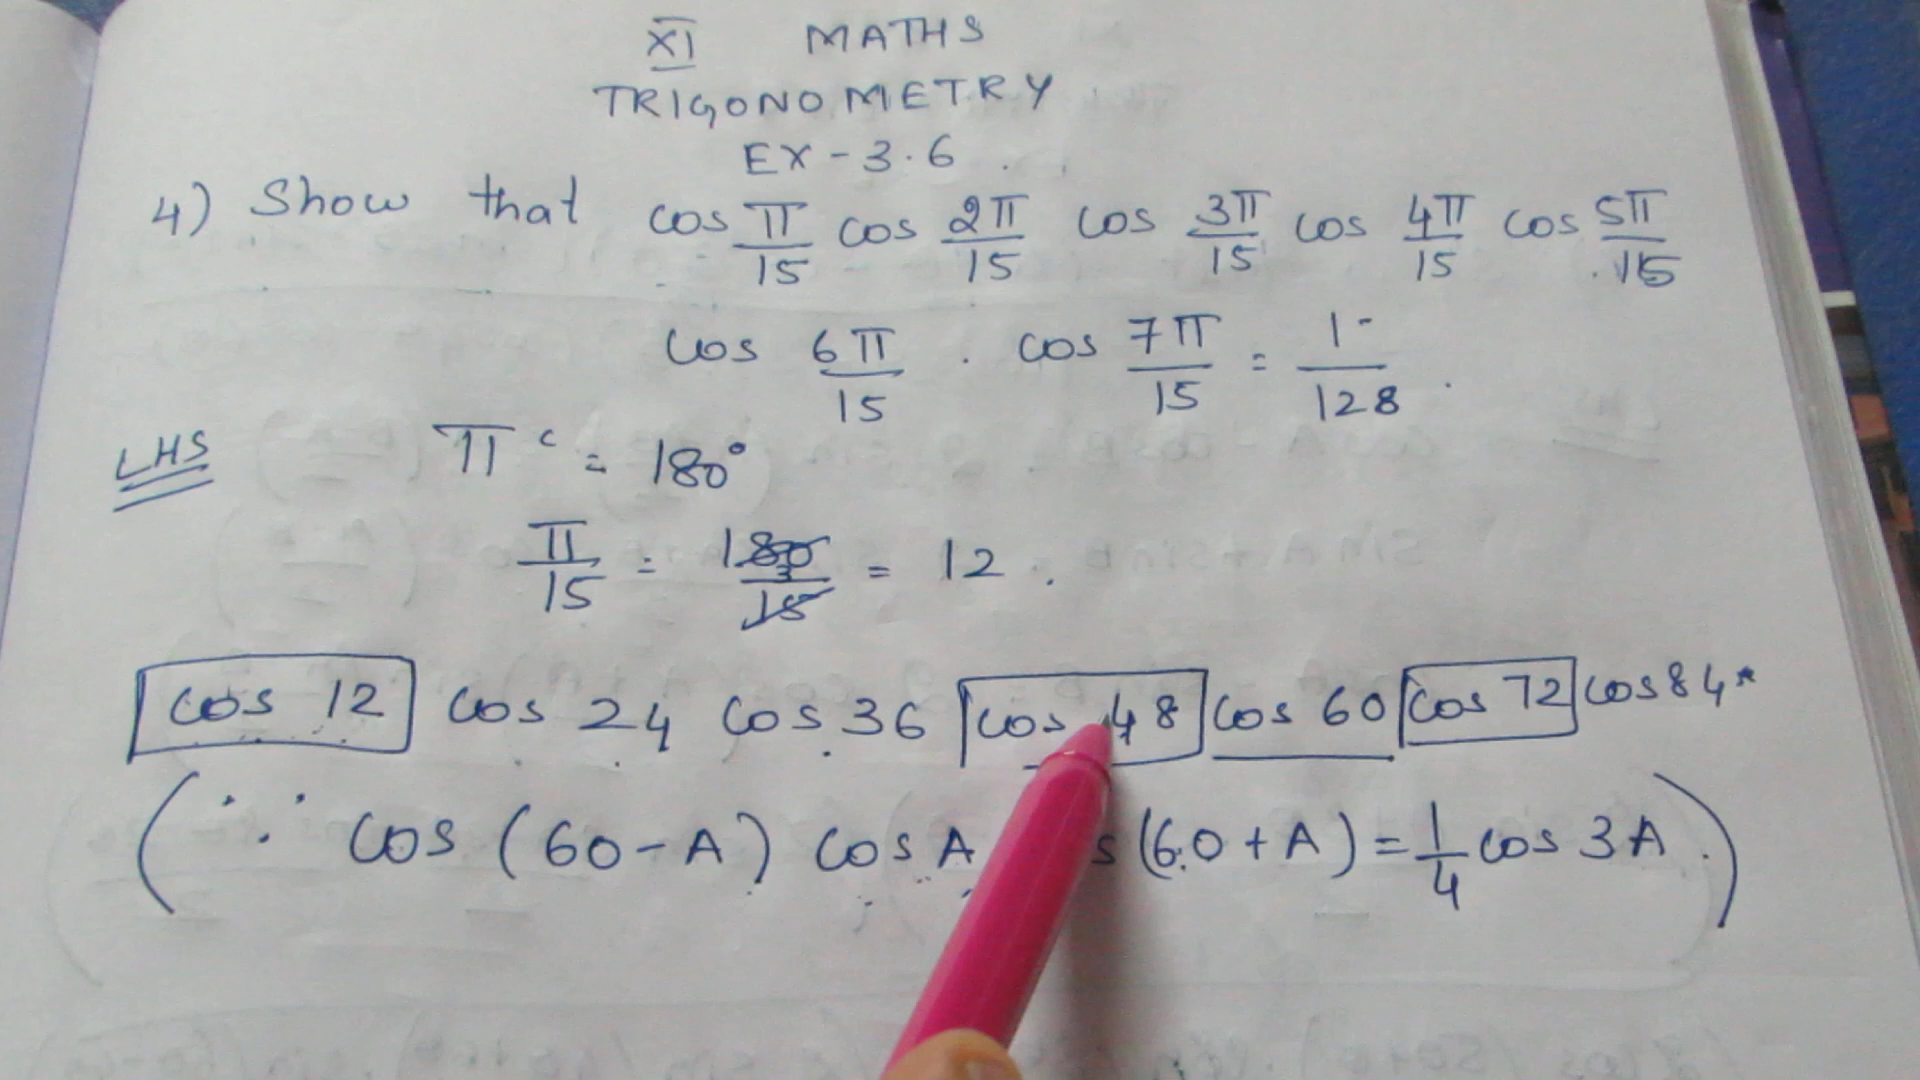 XI MATHS
TRIGONOMETRY
EX-3.6
4) Show that cos π/15 cos 2π/15 cos 3π/15 cos 4π/15 cos 5π/15
cos 6π/15 . cos 7π/15 = 1/128 .
LHS π^c = 180°
π/15 = 180/15 = 12 .
cos 12 cos 24 cos 36 cos 48 cos 60 cos 72 cos 84*
(∵ cos (60-A) cos A (60+A) = 1/4 cos 3A .)